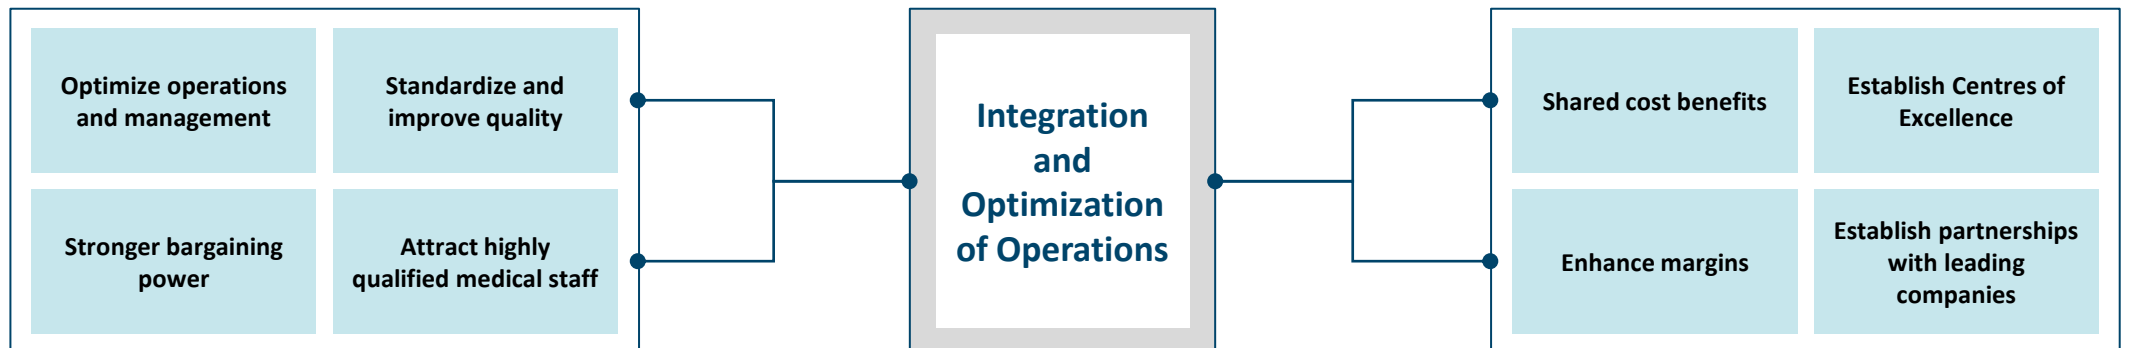 Optimize operations
and management
Standardize and
improve quality
Stronger bargaining
power
Attract highly
qualified medical staff
Integration
and
Optimization
of Operations
Shared cost benefits
Establish Centres of
Excellence
Enhance margins
Establish partnerships
with leading
companies